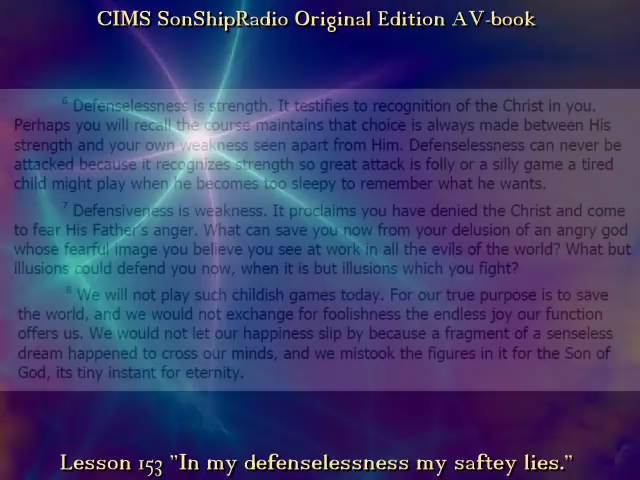 CIMS SonShipRadio Original Edition AV-book
6 Defenselessness is strength. It testifies to recognition of the Christ in you.
Perhaps you will recall the course maintains that choice is always made between His
strength and your own weakness seen apart from Him. Defenselessness can never be
attacked because it recognizes strength so great attack is folly or a silly game a tired
child might play when he becomes too sleepy to remember what he wants.
7 Defensiveness is weakness. It proclaims you have denied the Christ and come
to fear His Father's anger. What can save you now from your delusion of an angry god
whose fearful image you believe you see at work in all the evils of the world? What but
illusions could defend you now, when it is but illusions which you fight?
8 We will not play such childish games today. For our true purpose is to save
the world, and we would not exchange for foolishness the endless joy our function
offers us. We would not let our happiness slip by because a fragment of a senseless
dream happened to cross our minds, and we mistook the figures in it for the Son of
God, its tiny instant for eternity.
Lesson 153 "In my defenselessness my saftey lies."